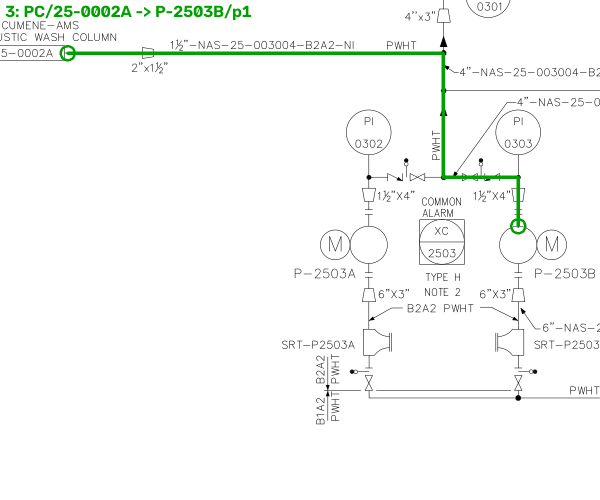 3: PC/25-0002A -> P-2503B/p1
0301
4"x3"
CUMENE-AMS
USTIC WASH COLUMN
5-0002A
1½"-NAS-25-003004-B2A2-NI
PWHT
2"x1½"
4"-NAS-25-003004-B2
4"-NAS-25-0
PI
0302
PWHT
PI
0303
1½"X4"
1½"X4"
COMMON
ALARM
XC
2503
M
M
P-2503A
P-2503B
TYPE H
NOTE 2
6"X3"
6"X3"
B2A2 PWHT
6"-NAS-2
SRT-P2503A
SRT-P2503
B2A2
PWHT
B1A2
PWHT
PWHT